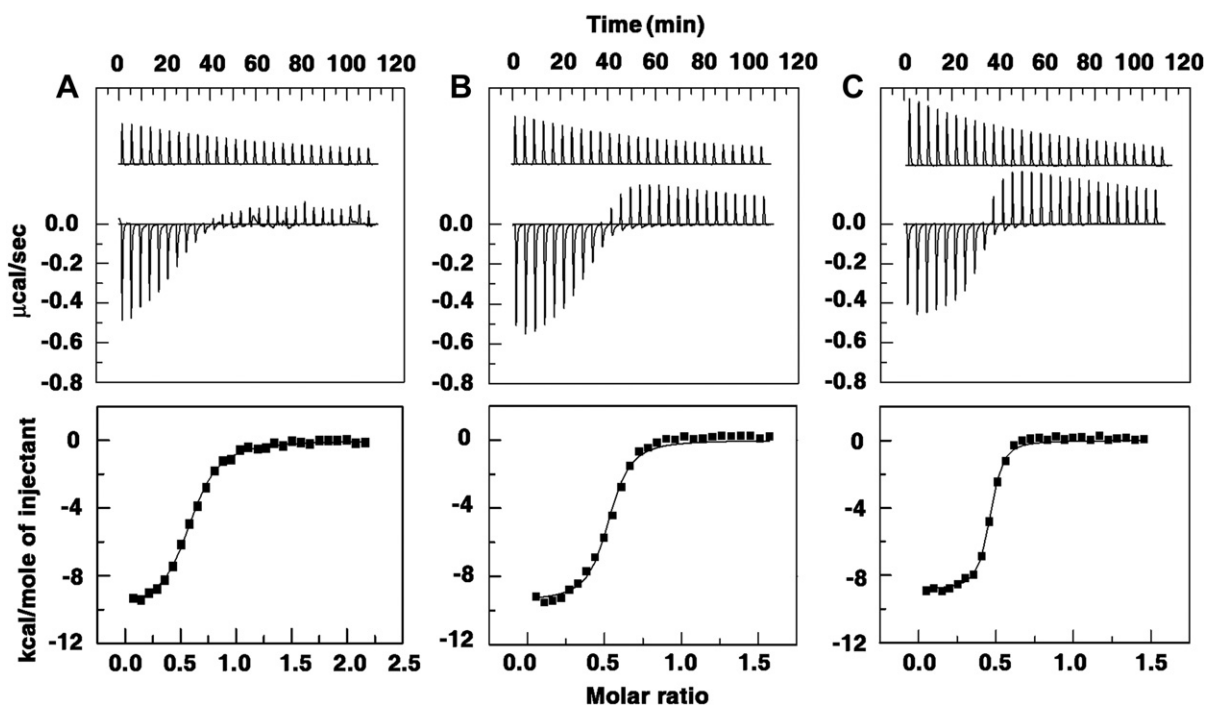 Time (min)
0 20 40 60 80 100 120 0 20 40 60 80 100 120 0 20 40 60 80 100 120
A B C
µcal/sec
0.0 0.0 0.0
-0.2 -0.2 -0.2
-0.4 -0.4 -0.4
-0.6 -0.6 -0.6
-0.8 -0.8 -0.8
kcal/mole of injectant
0 0 0
-4 -4 -4
-8 -8 -8
-12 -12 -12
0.0 0.5 1.0 1.5 2.0 2.5 0.0 0.5 1.0 1.5 0.0 0.5 1.0 1.5
Molar ratio